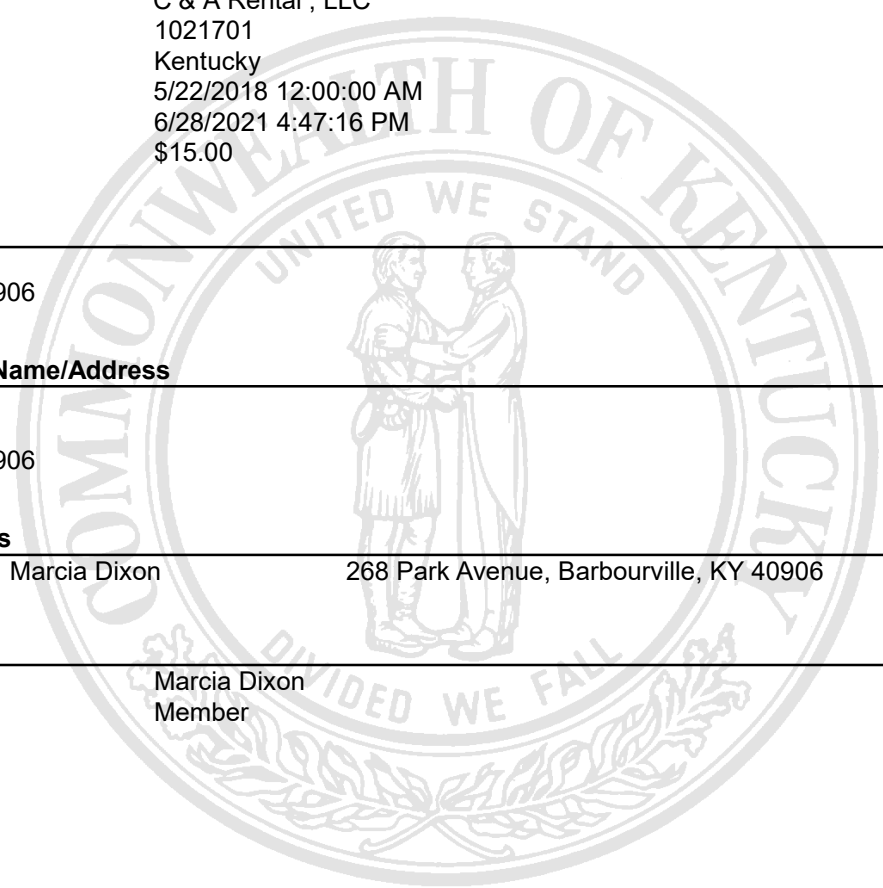 C & A Rental , LLC
1021701
Kentucky
5/22/2018 12:00:00 AM
6/28/2021 4:47:16 PM
$15.00
906
Name/Address
906
s
Marcia Dixon 268 Park Avenue, Barbourville, KY 40906
Marcia Dixon
Member
COMMONWEALTH OF KENTUCKY
UNITED WE STAND
DIVIDED WE FALL